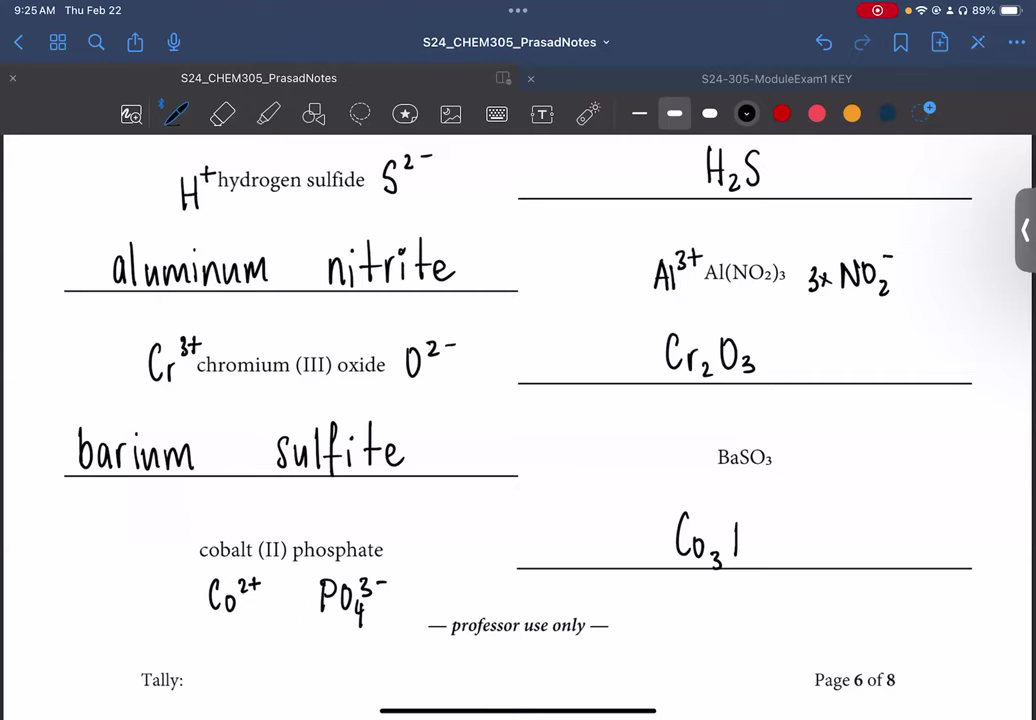 9:25 AM Thu Feb 22
89%
S24_CHEM305_PrasadNotes
S24_CHEM305_PrasadNotes
S24-305-ModuleExam1 KEY
H+ hydrogen sulfide S2−
H2S
aluminum nitrite
Al3+ Al(NO2)3 3x NO2−
Cr3+ chromium (III) oxide O2−
Cr2O3
barium sulfite
BaSO3
cobalt (II) phosphate
Co3
Co2+ PO43−
— professor use only —
Tally:
Page 6 of 8